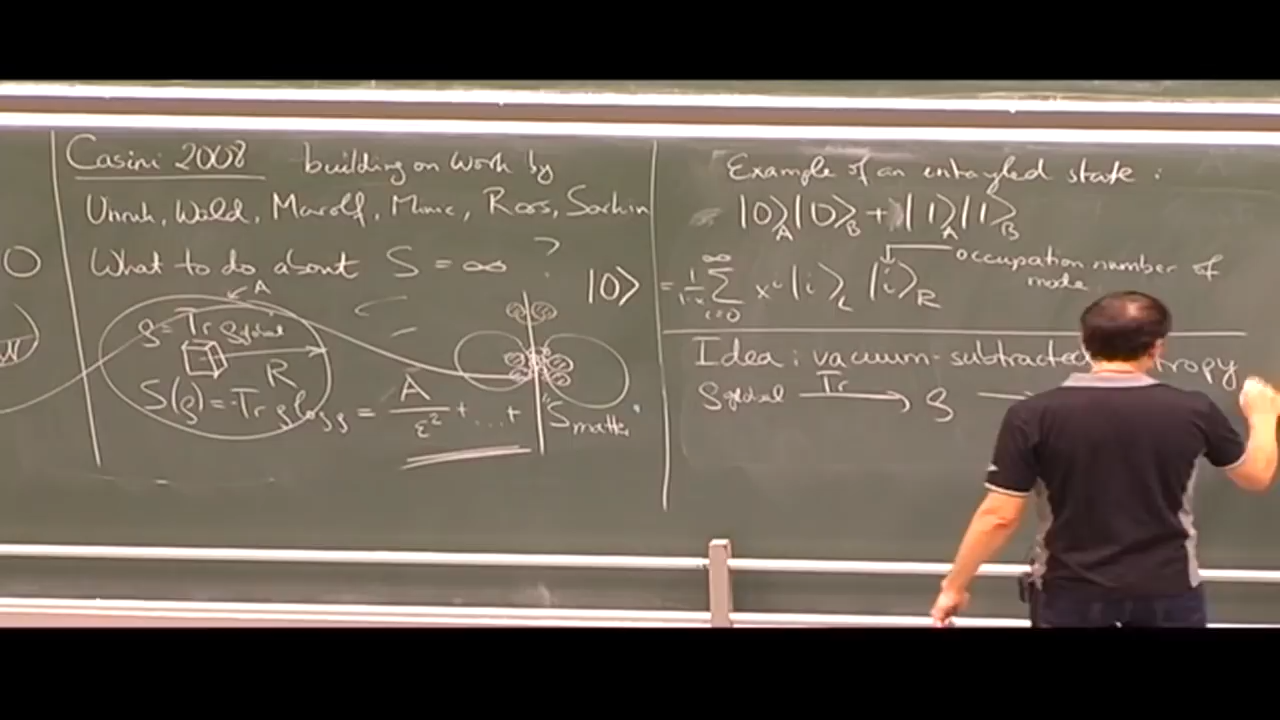 Casini 2008 building on work by
Unruh, Wald, Marolf, Minic, Ross, Sorkin
What to do about S = ∞ ?
A
ρ = Tr ρglobal
R
S(ρ) = -Tr ρ log ρ = A/ε² + ... + "Smatter"
Example of an entangled state :
|0⟩A|0⟩B + |1⟩A|1⟩B
occupation number of
mode
|0⟩ = 1/1-x ∑ i=0 ∞ xⁱ |i⟩L |i⟩R
Idea : vacuum-subtracted
ρglobal Tr → ρ →